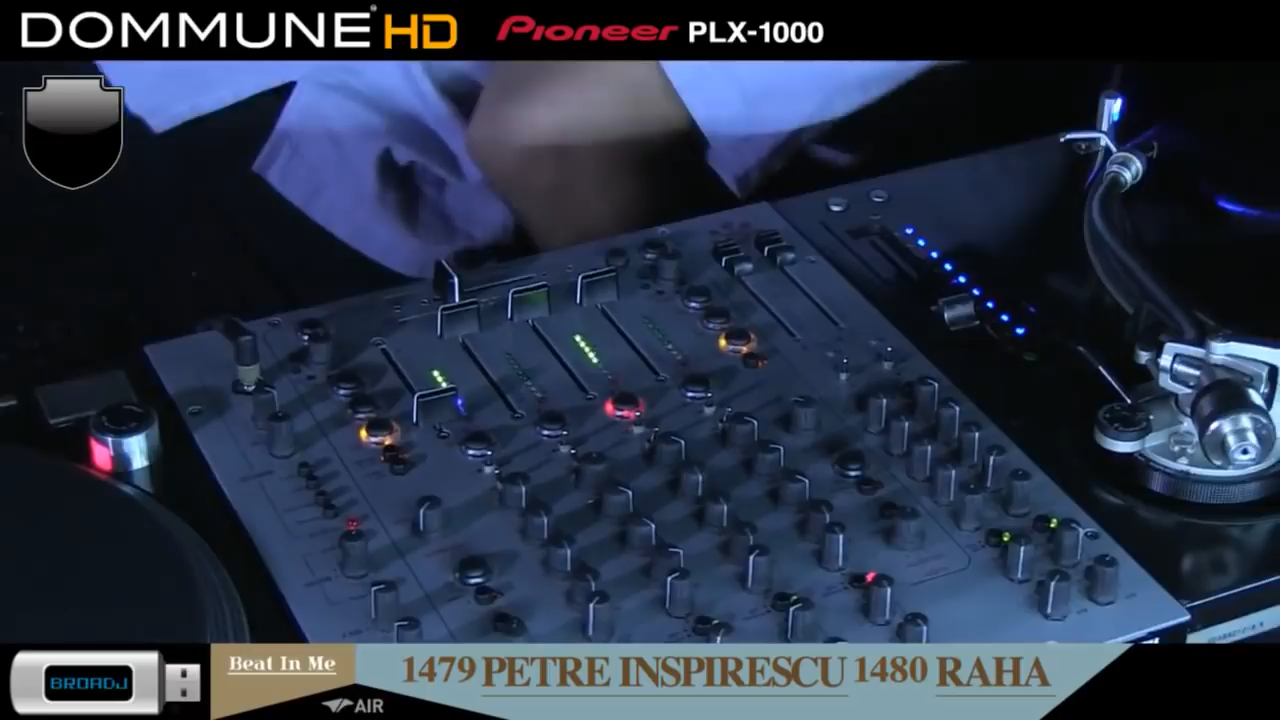 DOMMUNE HD Pioneer PLX-1000
Beat In Me
1479 PETRE INSPIRESCU 1480 RAHA
BROADJ
AIR